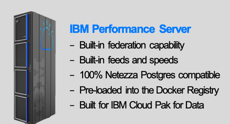 IBM Performance Server
– Built-in federation capability
– Built-in feeds and speeds
– 100% Netezza Postgres compatible
– Pre-loaded into the Docker Registry
– Built for IBM Cloud Pak for Data